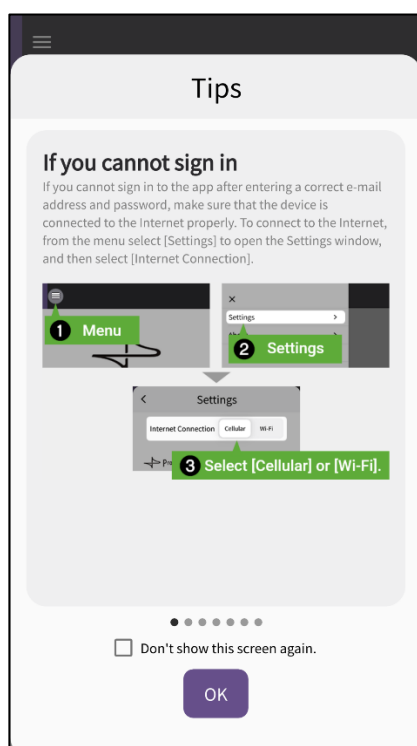 Tips
If you cannot sign in
If you cannot sign in to the app after entering a correct e-mail
address and password, make sure that the device is
connected to the Internet properly. To connect to the Internet,
from the menu select [Settings] to open the Settings window,
and then select [Internet Connection].
1 Menu
Settings
2 Settings
Settings
Internet Connection Cellular Wi-Fi
3 Select [Cellular] or [Wi-Fi].
Don't show this screen again.
OK